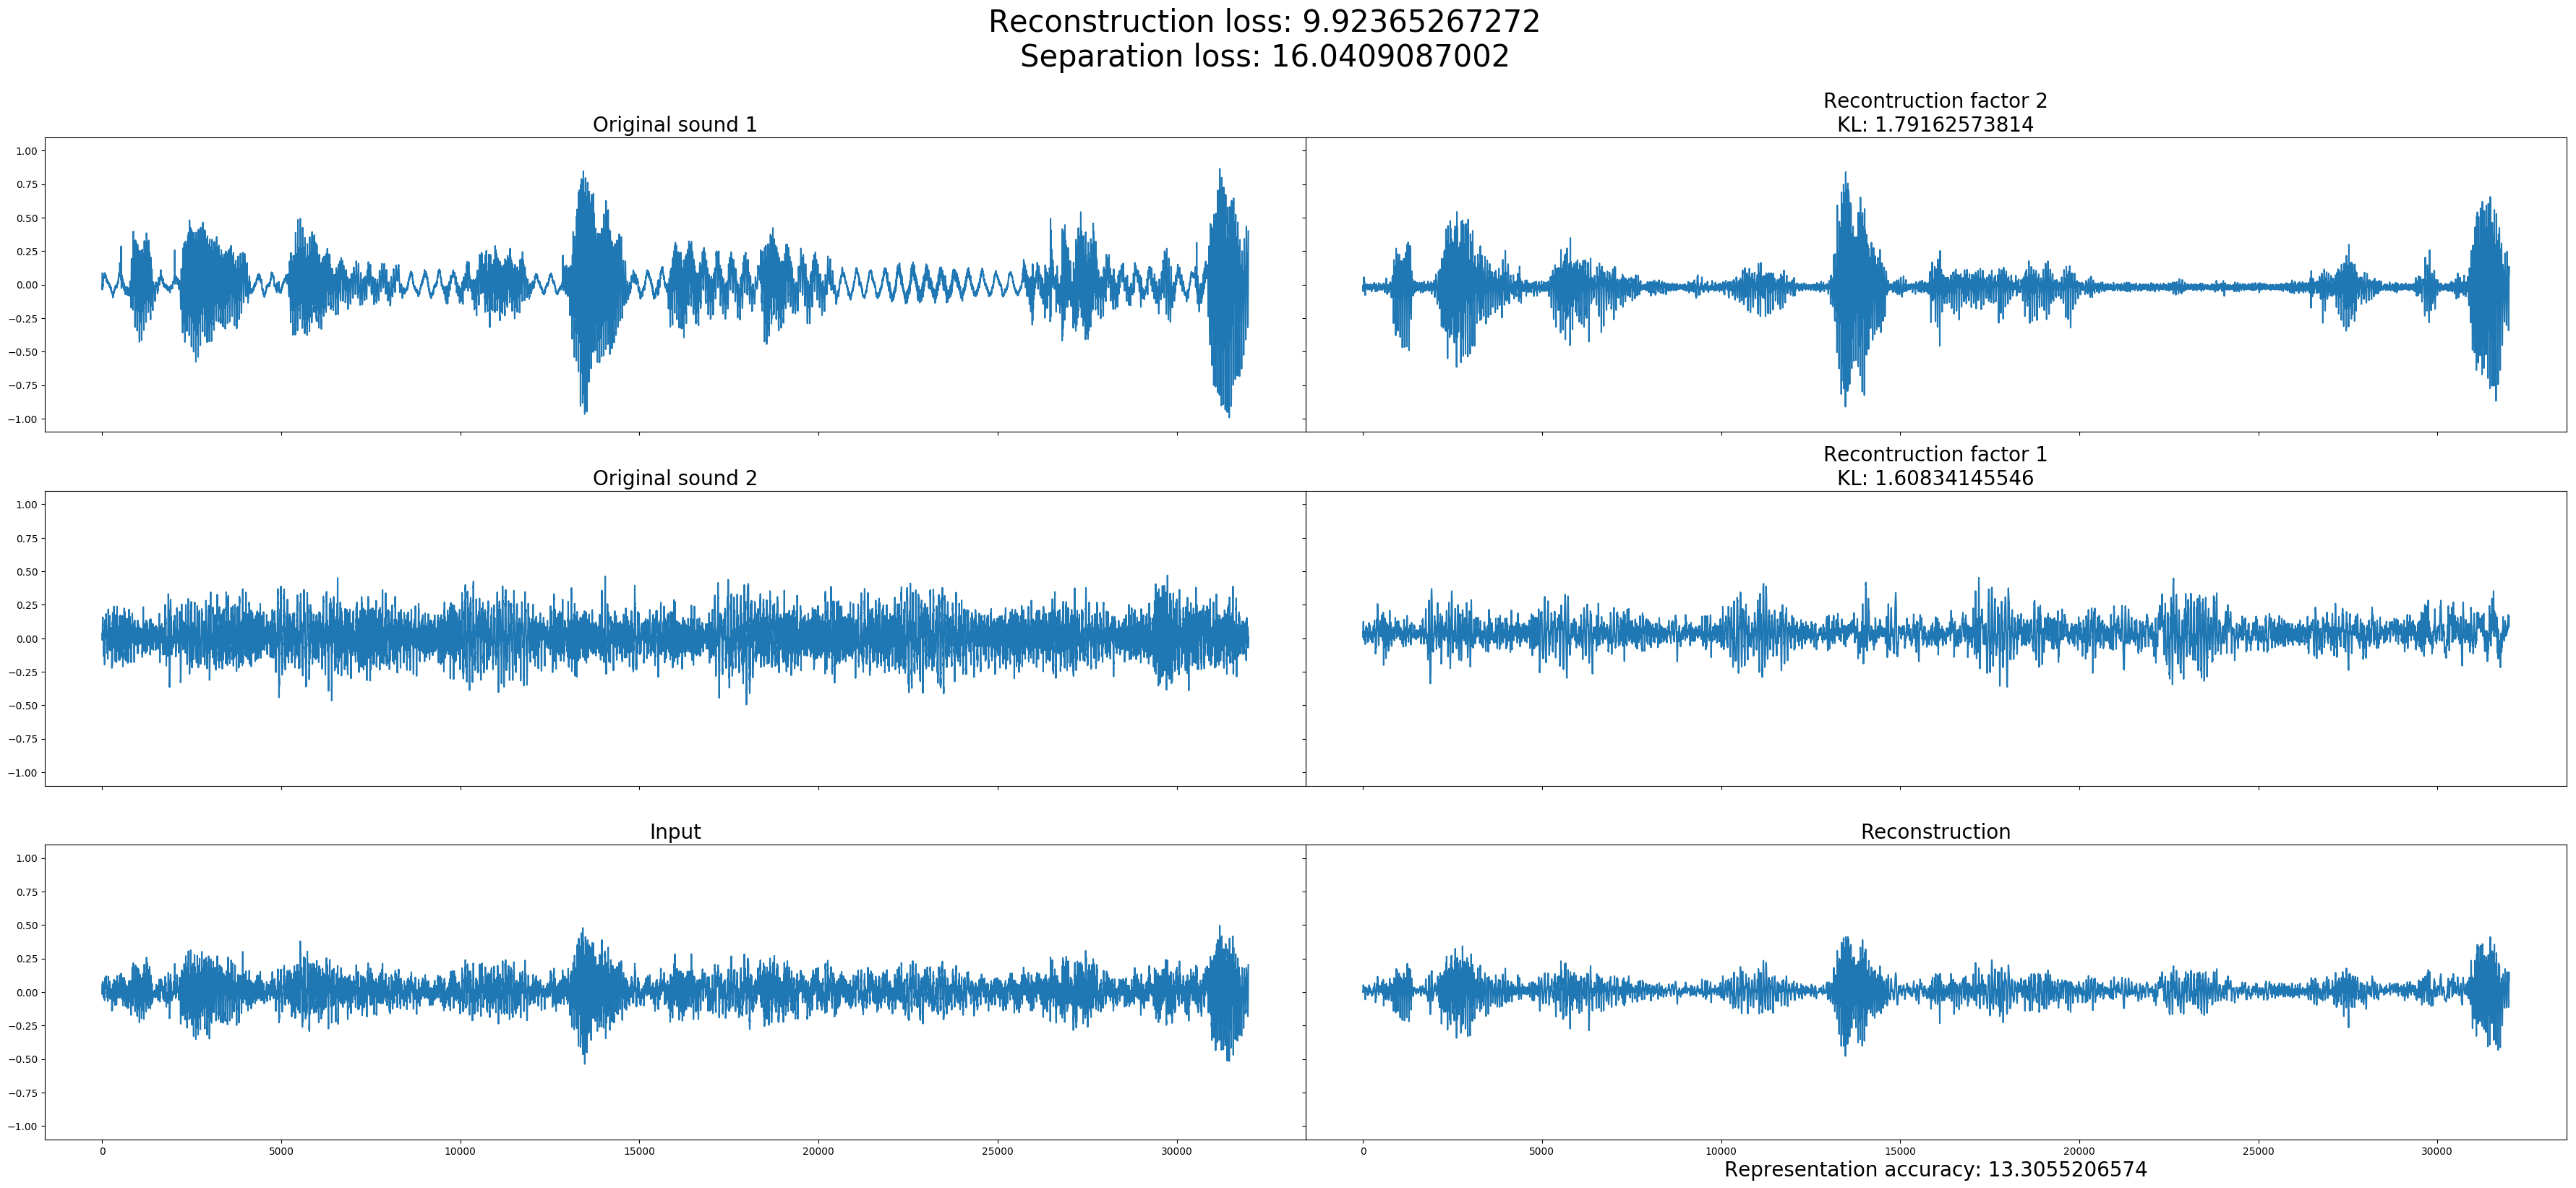 Reconstruction loss: 9.92365267272
Separation loss: 16.0409087002
Original sound 1
Recontruction factor 2
KL: 1.79162573814
1.00
0.75
0.50
0.25
0.00
−0.25
−0.50
−0.75
−1.00
Original sound 2
Recontruction factor 1
KL: 1.60834145546
1.00
0.75
0.50
0.25
0.00
−0.25
−0.50
−0.75
−1.00
Input
Reconstruction
1.00
0.75
0.50
0.25
0.00
−0.25
−0.50
−0.75
−1.00
0 5000 10000 15000 20000 25000 30000
0 5000 10000 15000 20000 25000 30000
Representation accuracy: 13.3055206574